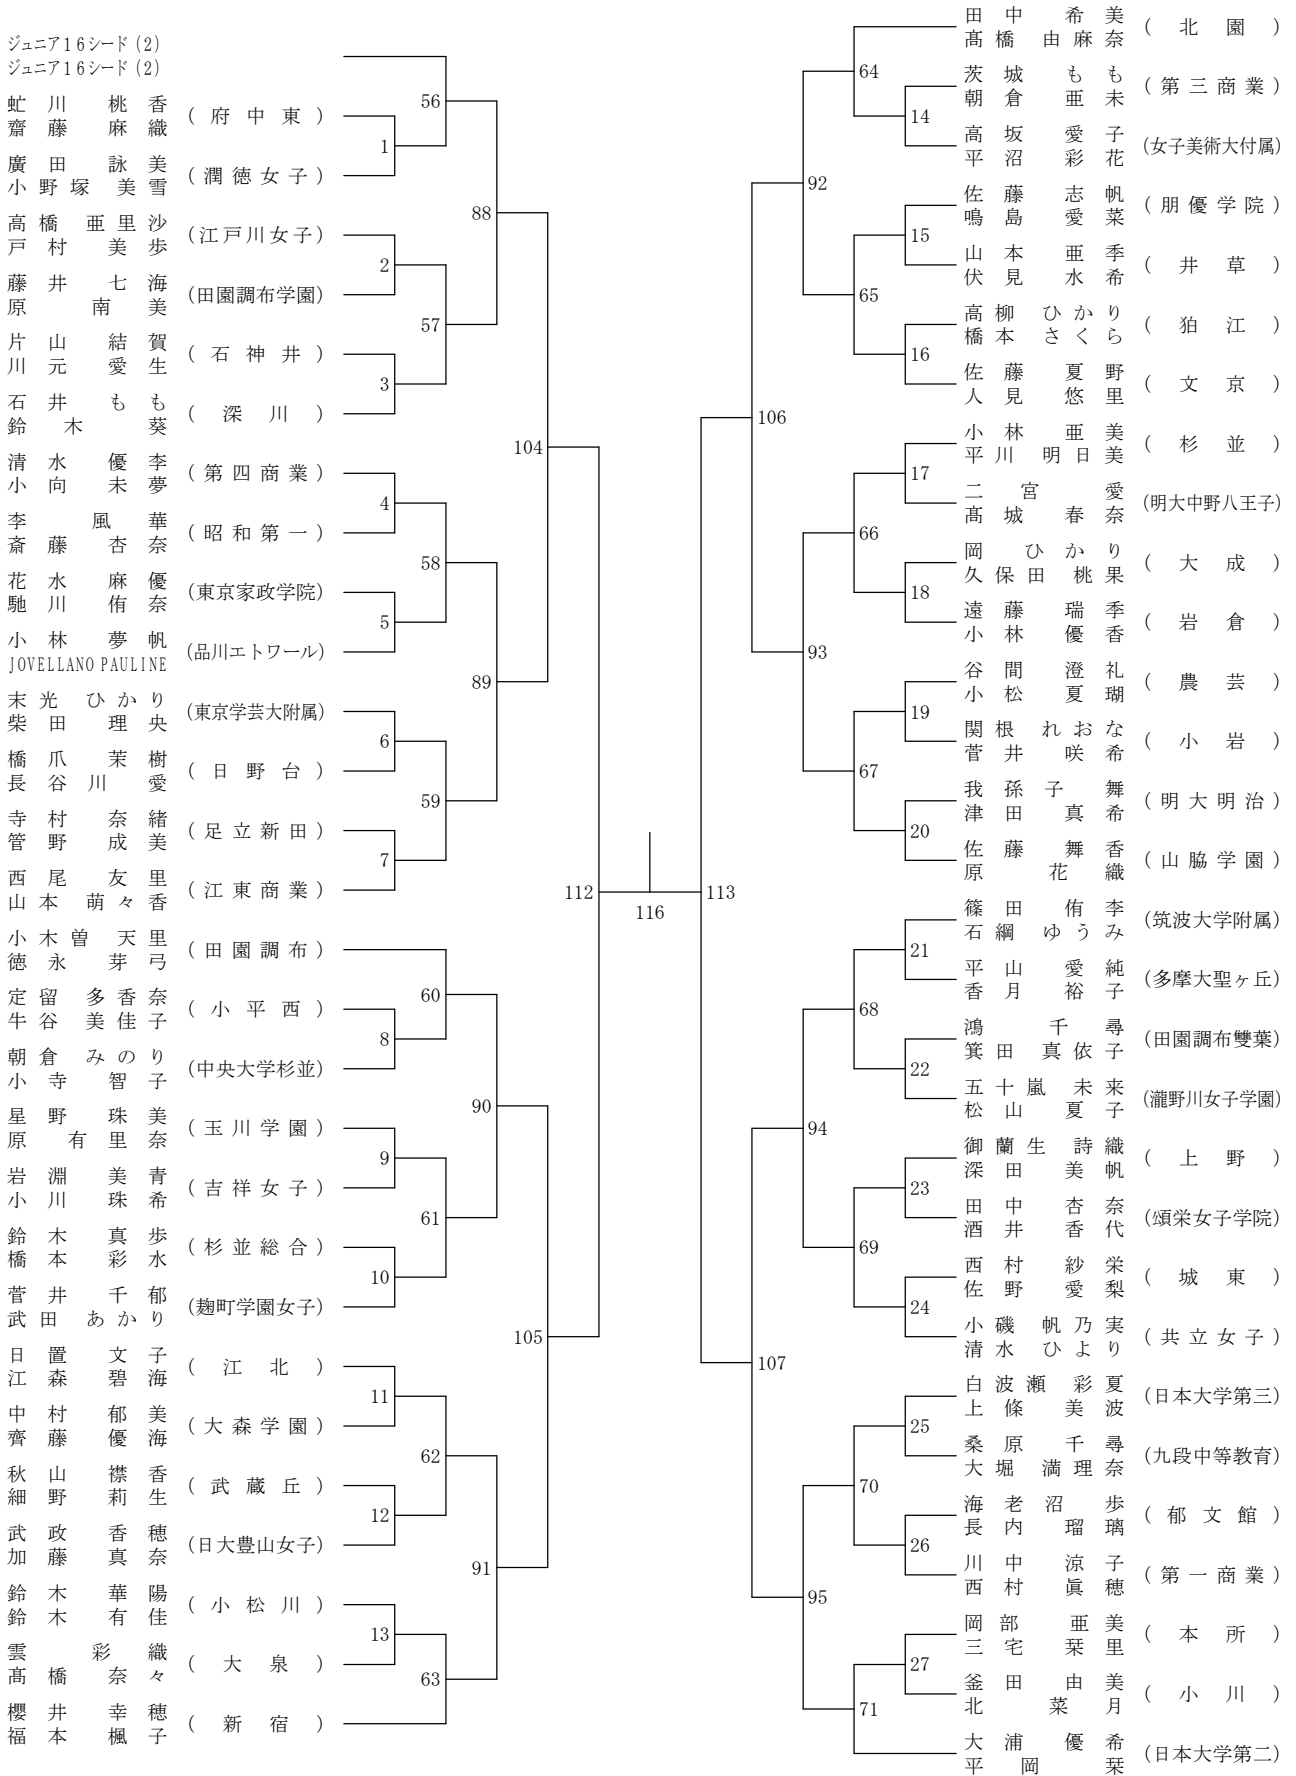 ジュニア16シード(2)
ジュニア16シード(2)
虻川 桃香
齋藤 麻織
(府中東)
廣田 詠美
小野塚 美雪
(潤徳女子)
高橋 亜里沙
戸村 美歩
(江戸川女子)
藤井 七海
原 南美
(田園調布学園)
片山 結賀
川元 愛生
(石神井)
石井 もも
鈴木 葵
(深川)
清水 優李
小向 未夢
(第四商業)
李 風華
斎藤 杏奈
(昭和第一)
花水 麻優
馳川 侑奈
(東京家政学院)
小林 夢帆
JOVELLANO PAULINE
(品川エトワール)
末光 ひかり
柴田 理央
(東京学芸大附属)
橋爪 茉樹
長谷川 愛
(日野台)
寺村 奈緒
管野 成美
(足立新田)
西尾 友里
山本 萌々香
(江東商業)
小木曽 天里
徳永 芽弓
(田園調布)
定留 多香奈
牛谷 美佳子
(小平西)
朝倉 みのり
小寺 智子
(中央大学杉並)
星野 珠美
原 有里奈
(玉川学園)
岩淵 美青
小川 珠希
(吉祥女子)
鈴木 真歩
橋本 彩水
(杉並総合)
菅井 千郁
武田 あかり
(麹町学園女子)
日置 文子
江森 碧海
(江北)
中村 郁美
齊藤 優海
(大森学園)
秋山 襟香
細野 莉生
(武蔵丘)
武政 香穂
加藤 真奈
(日大豊山女子)
鈴木 華陽
鈴木 有佳
(小松川)
雲 彩織
髙橋 奈々
(大泉)
櫻井 幸穂
福本 楓子
(新宿)
1
2
3
4
5
6
7
8
9
10
11
12
13
56
57
58
59
60
61
62
63
88
89
90
91
104
105
112
116
113
106
107
92
93
94
95
64
65
66
67
68
69
70
71
14
15
16
17
18
19
20
21
22
23
24
25
26
27
田中 希美
髙橋 由麻奈
(北園)
茨城 もも
朝倉 亜未
(第三商業)
高坂 愛子
平沼 彩花
(女子美術大付属)
佐藤 志帆
鳴島 愛菜
(朋優学院)
山本 亜季
伏見 水希
(井草)
高柳 ひかり
橋本 さくら
(狛江)
佐藤 夏野
人見 悠里
(文京)
小林 亜美
平川 明日美
(杉並)
二宮 愛
髙城 春奈
(明大中野八王子)
岡 ひかり
久保田 桃果
(大成)
遠藤 瑞季
小林 優香
(岩倉)
谷間 澄礼
小松 夏瑚
(農芸)
関根 れおな
菅井 咲希
(小岩)
我孫子 舞
津田 真希
(明大明治)
佐藤 舞香
原 花織
(山脇学園)
篠田 侑李
石綱 ゆうみ
(筑波大学附属)
平山 愛純
香月 裕子
(多摩大聖ヶ丘)
鴻 千尋
箕田 真依子
(田園調布雙葉)
五十嵐 未来
松山 夏子
(瀧野川女子学園)
御蘭生 詩織
深田 美帆
(上野)
田中 杏奈
酒井 香代
(頌栄女子学院)
西村 紗栄
佐野 愛梨
(城東)
小磯 帆乃実
清水 ひより
(共立女子)
白波瀬 彩夏
上條 美波
(日本大学第三)
桑原 千尋
大堀 満理奈
(九段中等教育)
海老沼 歩
長内 瑠璃
(郁文館)
川中 涼子
西村 眞穂
(第一商業)
岡部 亜美
三宅 栞里
(本所)
釜田 由美
北 菜月
(小川)
大浦 優希
平岡 栞
(日本大学第二)